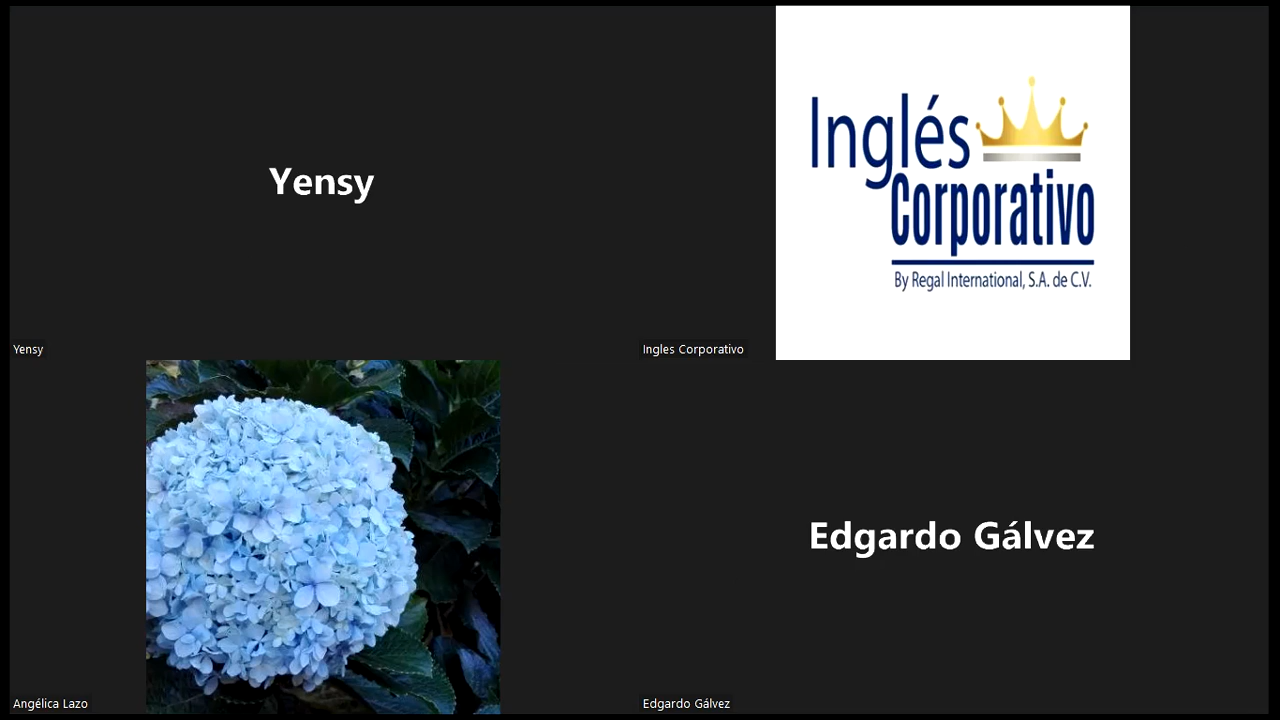 Yensy
Yensy
Inglés
Corporativo
By Regal International, S.A. de C.V.
Ingles Corporativo
Angélica Lazo
Edgardo Gálvez
Edgardo Gálvez